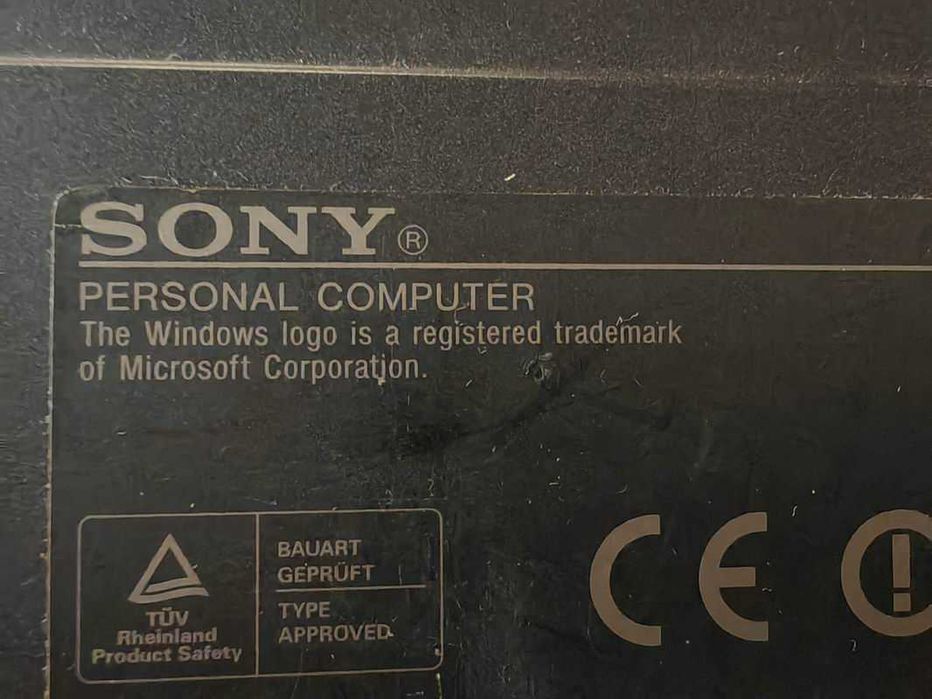 SONY®
PERSONAL COMPUTER
The Windows logo is a registered trademark
of Microsoft Corporation.
TÜV
Rheinland
Product Safety
BAUART
GEPRÜFT
TYPE
APPROVED
CE
!